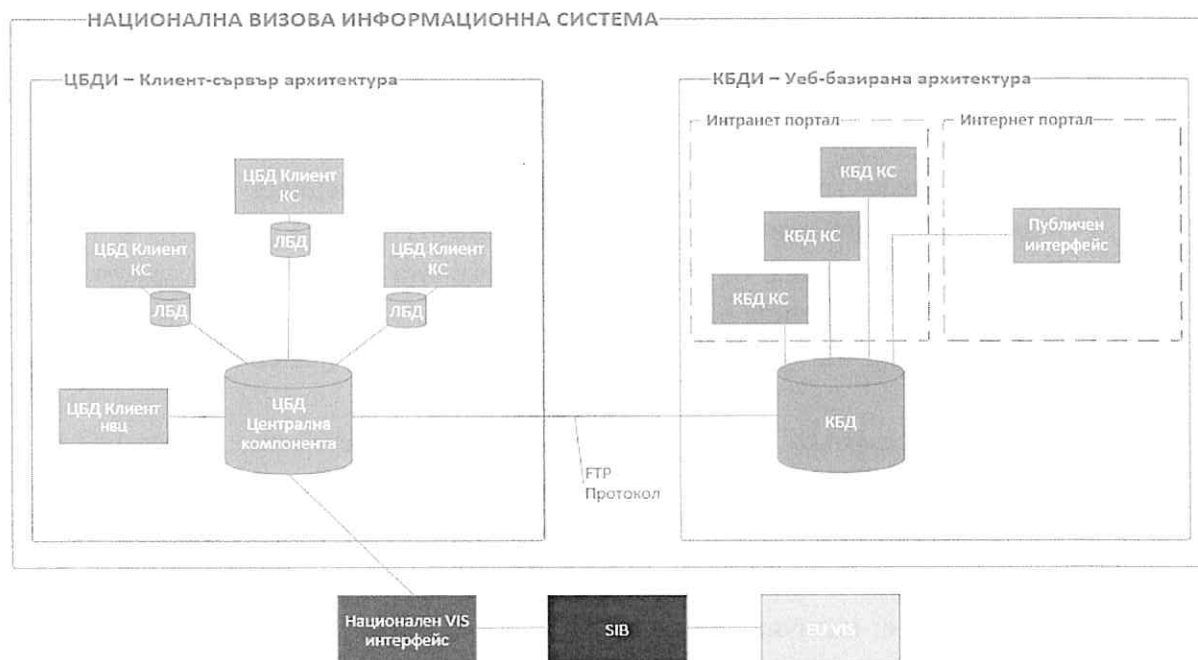 НАЦИОНАЛНА ВИЗОВА ИНФОРМАЦИОННА СИСТЕМА
ЦБДИ – Клиент-сървър архитектура
ЦБД Клиент
КС
ЛБД
ЦБД Клиент
КС
ЛБД
ЦБД Клиент
КС
ЛБД
ЦБД Клиент
НВЦ
ЦБД
Централна
компонента
FTP
Протокол
КБДИ – Уеб-базирана архитектура
Интранет портал
КБД КС
КБД КС
КБД КС
Интернет портал
Публичен
интерфейс
КБД
Национален VIS
интерфейс
SIB
EU VIS